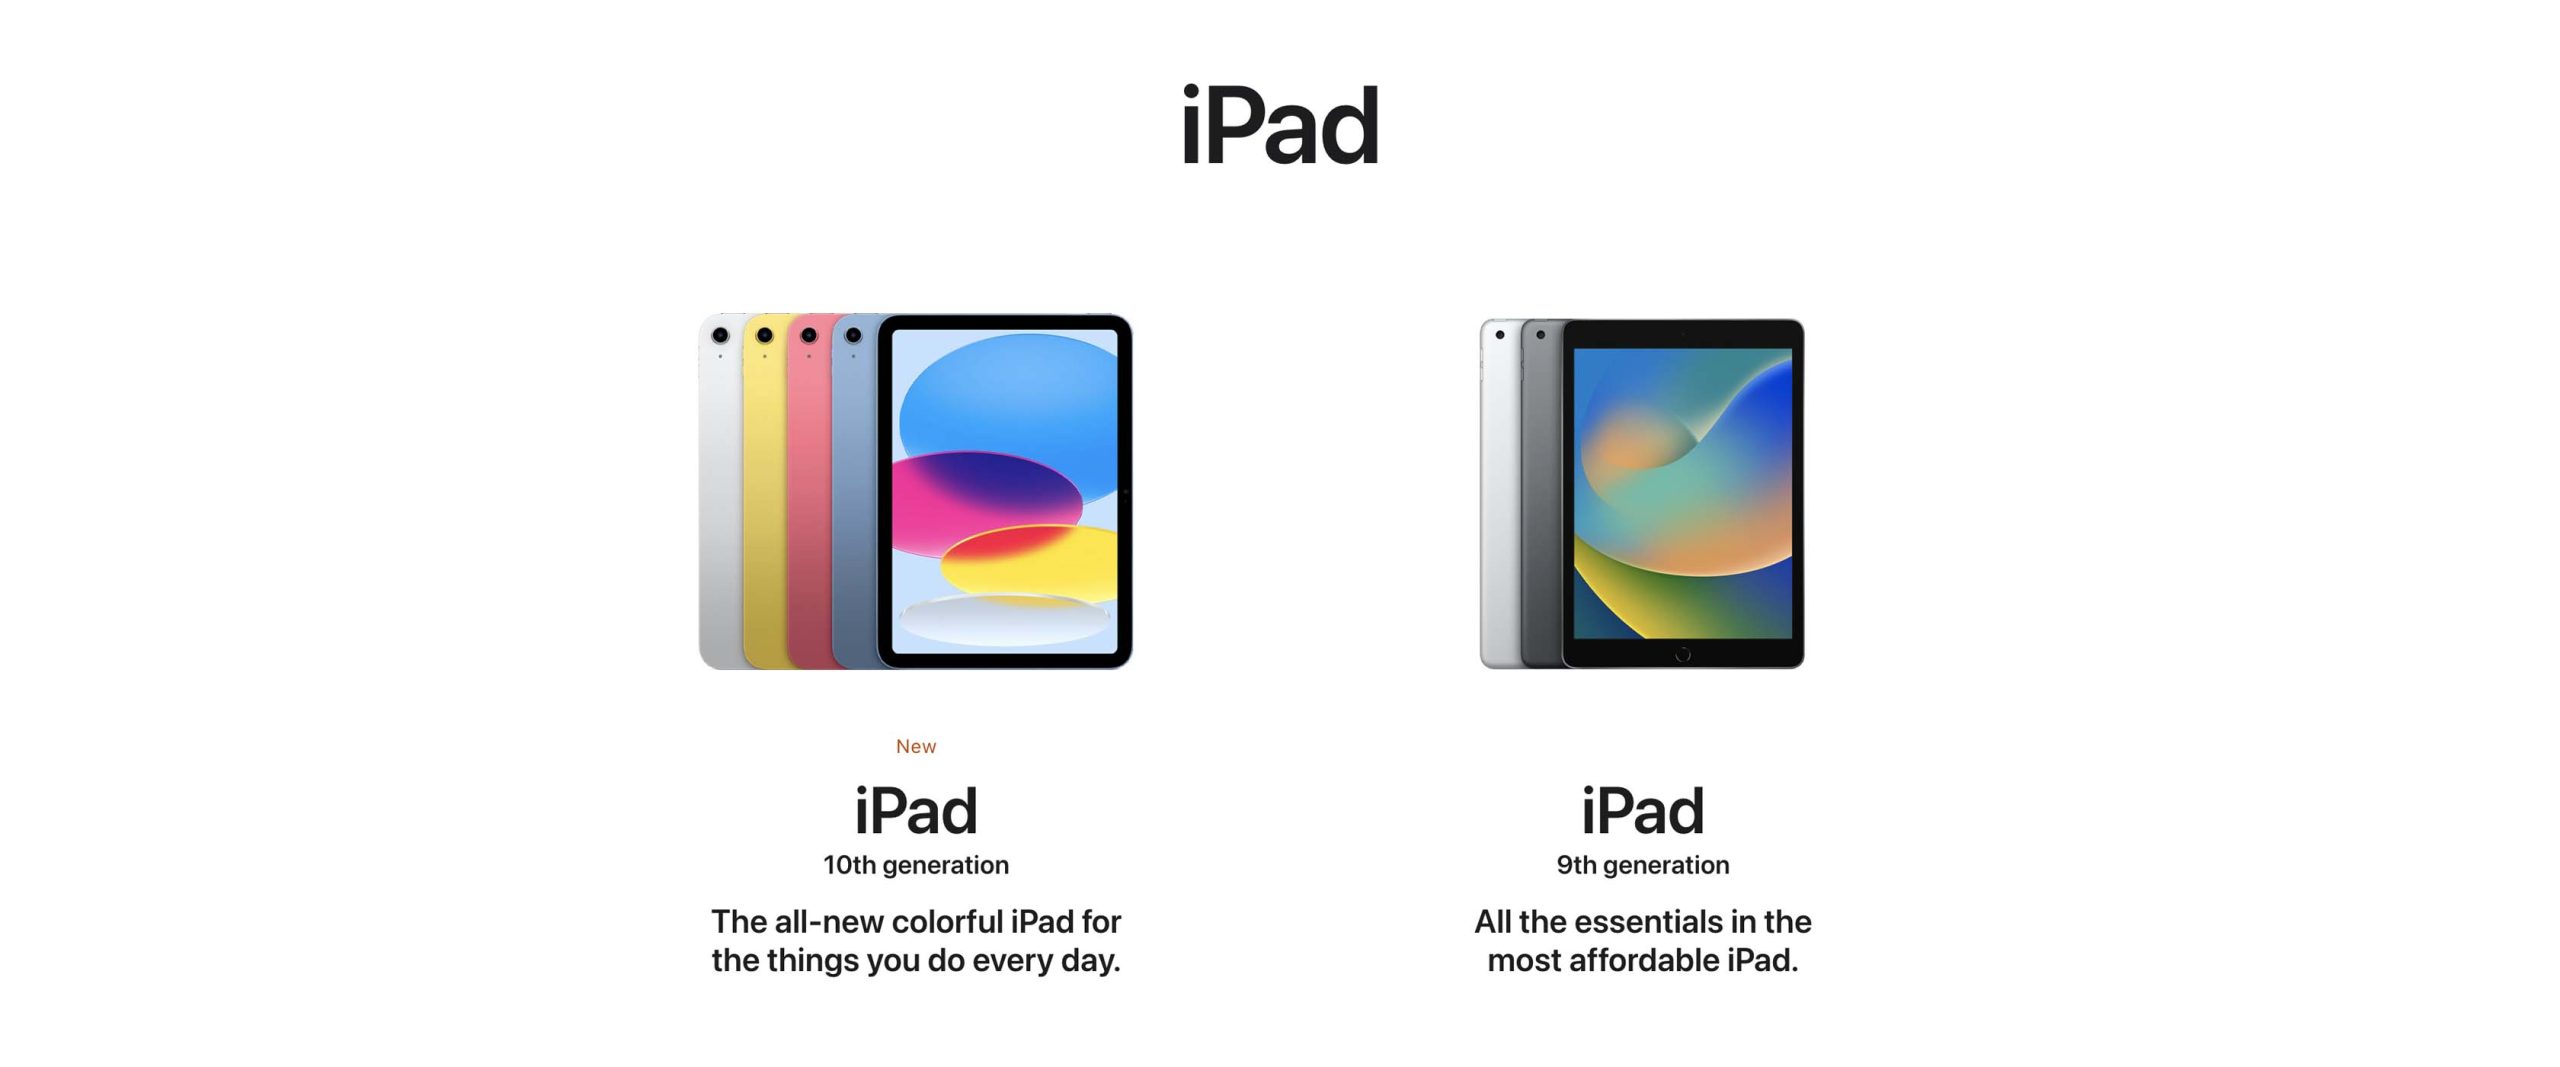 iPad
New
iPad
10th generation
The all-new colorful iPad for
the things you do every day.
iPad
9th generation
All the essentials in the
most affordable iPad.